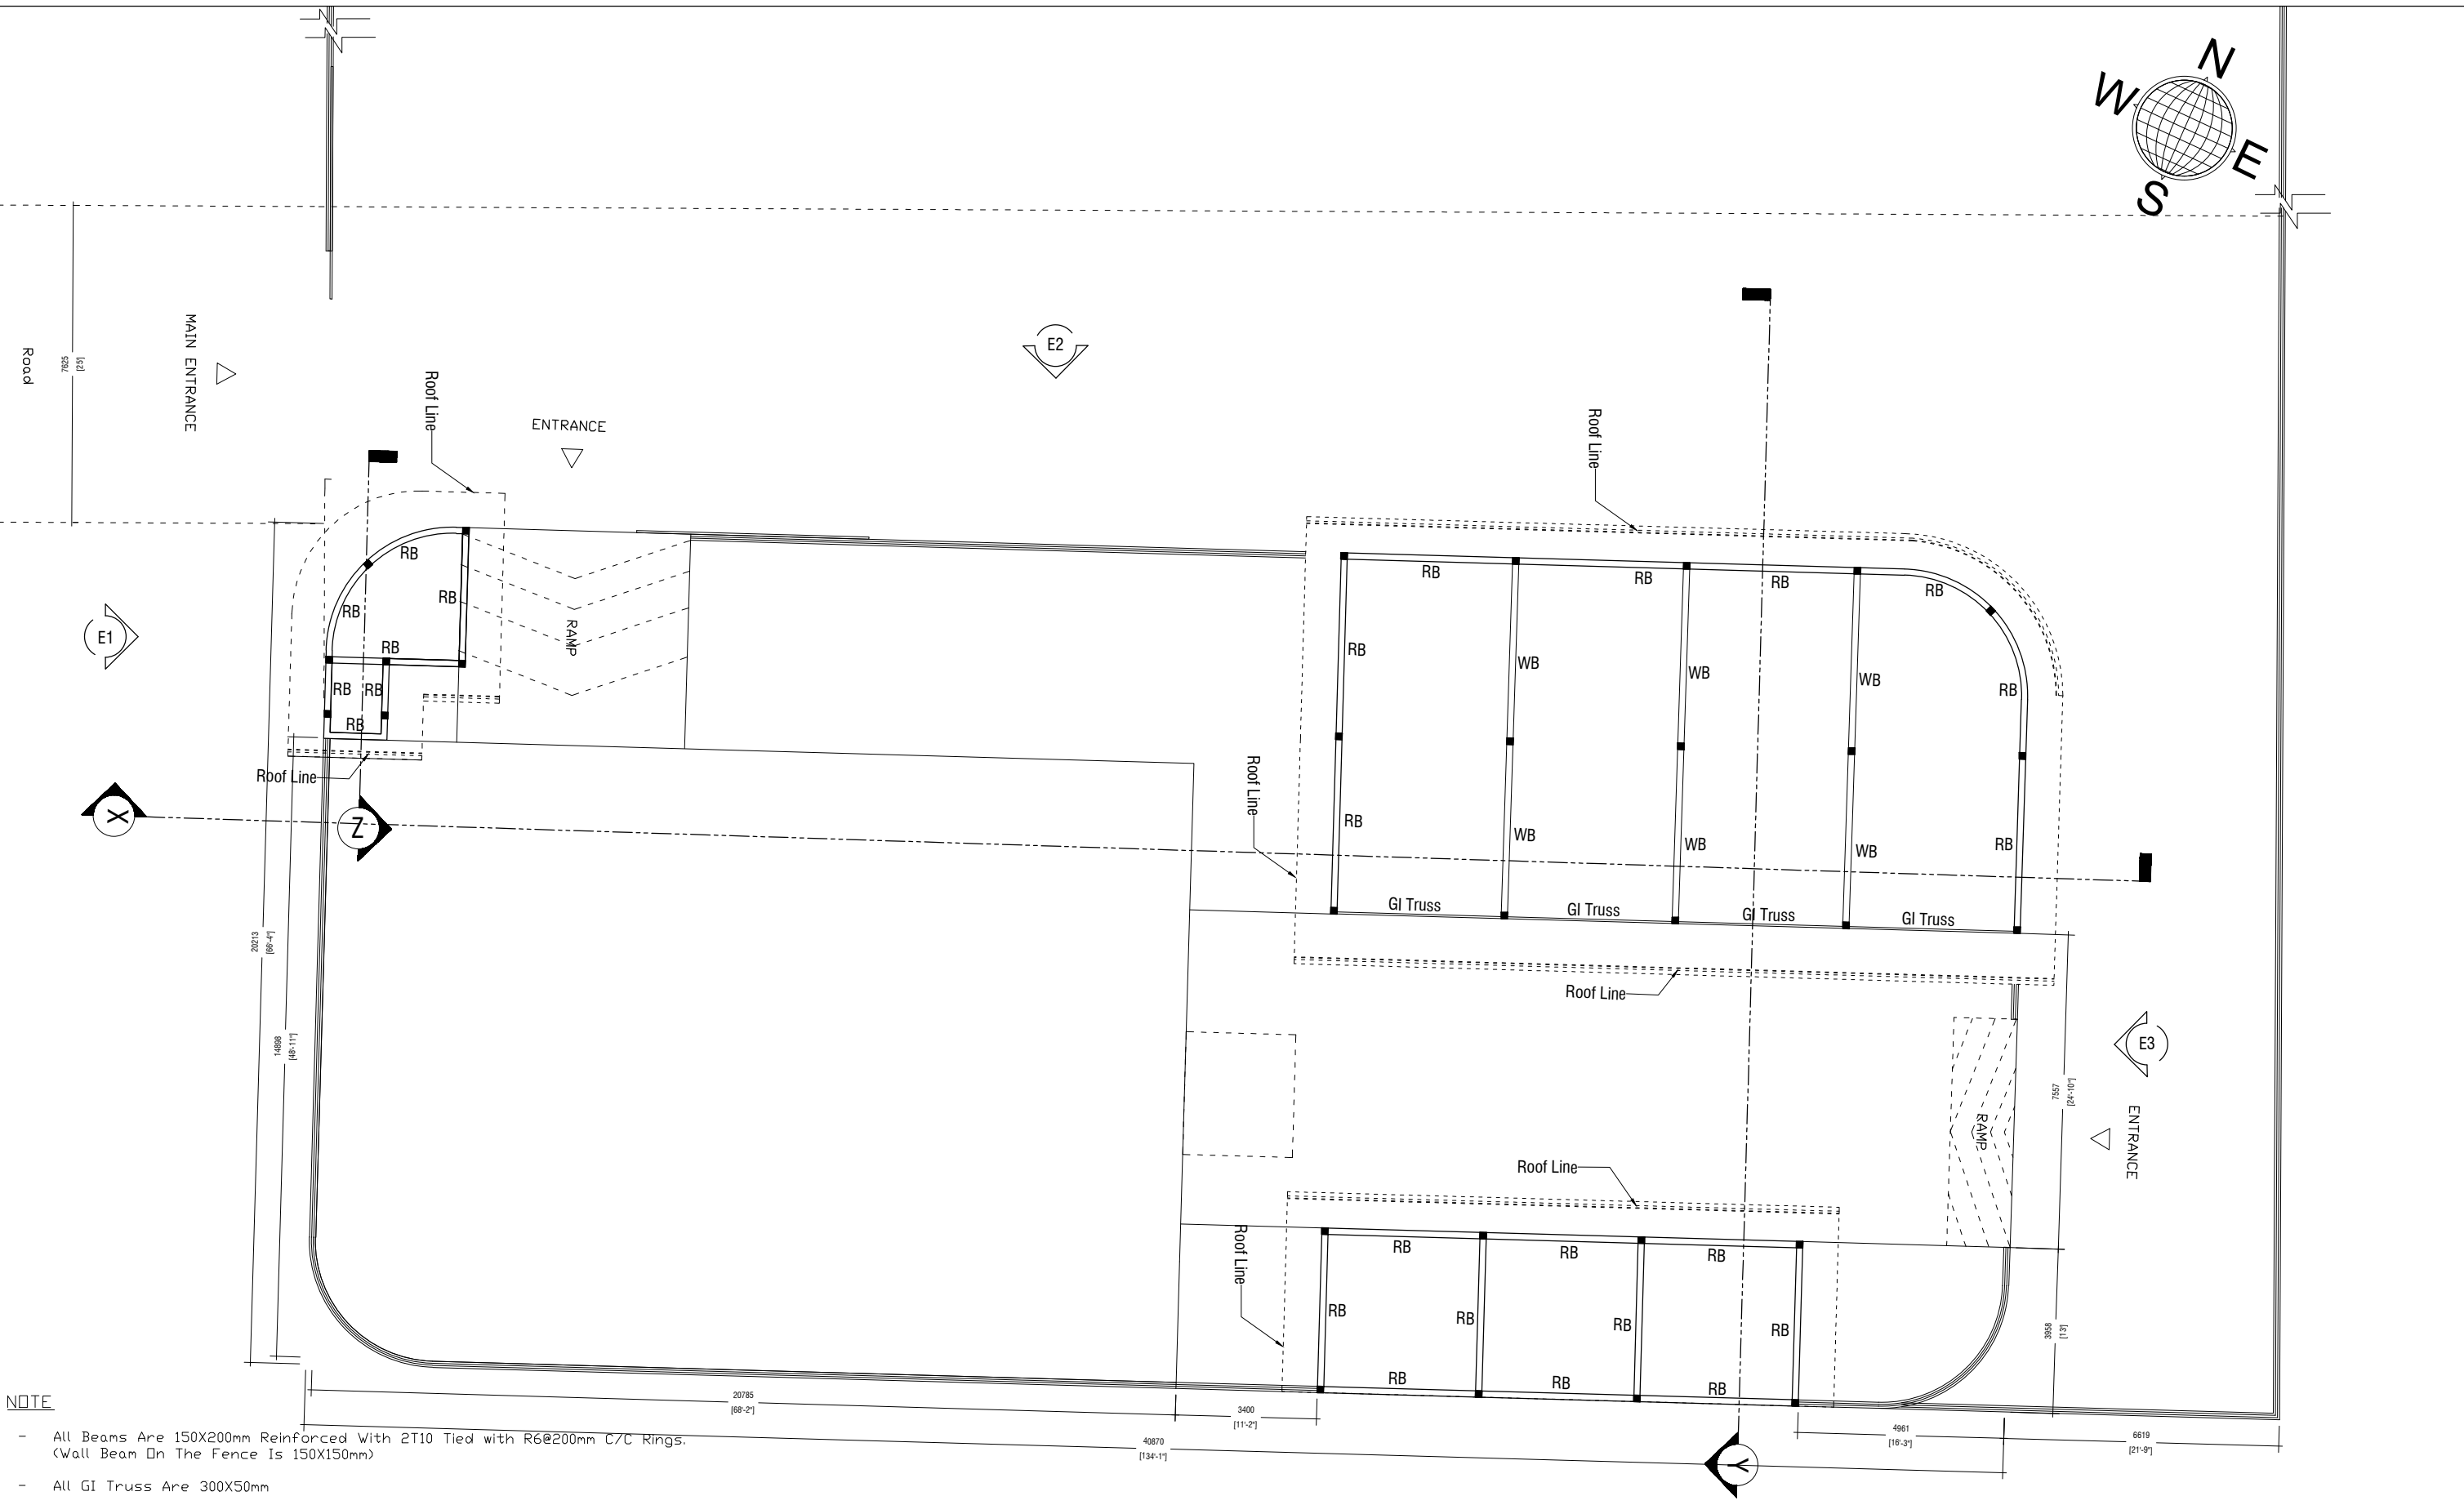 N
W
E
S
Road
7625
[25']
MAIN ENTRANCE
Roof Line
ENTRANCE
E2
Roof Line
RB
RB
RB
RB
RB
RB
RB
RB
RAMP
E1
Roof Line
X
Z
RB
RB
RB
RB
RB
WB
WB
WB
RB
Roof Line
RB
WB
WB
WB
RB
GI Truss
GI Truss
GI Truss
GI Truss
Roof Line
20213
[66'-4"]
14898
[48'-11"]
E3
7557
[24'-10"]
RAMP
ENTRANCE
Roof Line
Roof Line
RB
RB
RB
RB
RB
RB
RB
RB
RB
RB
3958
[13']
20785
[68'-2"]
3400
[11'-2"]
40870
[134'-1"]
4961
[16'-3"]
6619
[21'-9"]
Y
NOTE
- All Beams Are 150X200mm Reinforced With 2T10 Tied with R6@200mm C/C Rings.
(Wall Beam On The Fence Is 150X150mm)
- All GI Truss Are 300X50mm